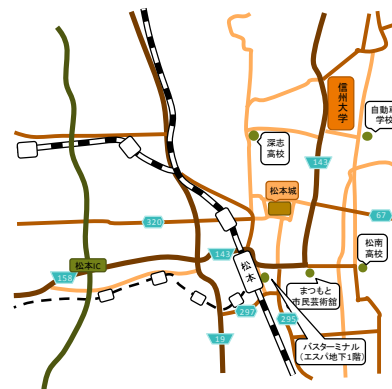 信州
大学
自動車
学校
深志
高校
143
松本城
320
67
松南
高校
143
松本IC
158
松本
まつもと
市民芸術館
297
295
バスターミナル
(エスパ地下1階)
19